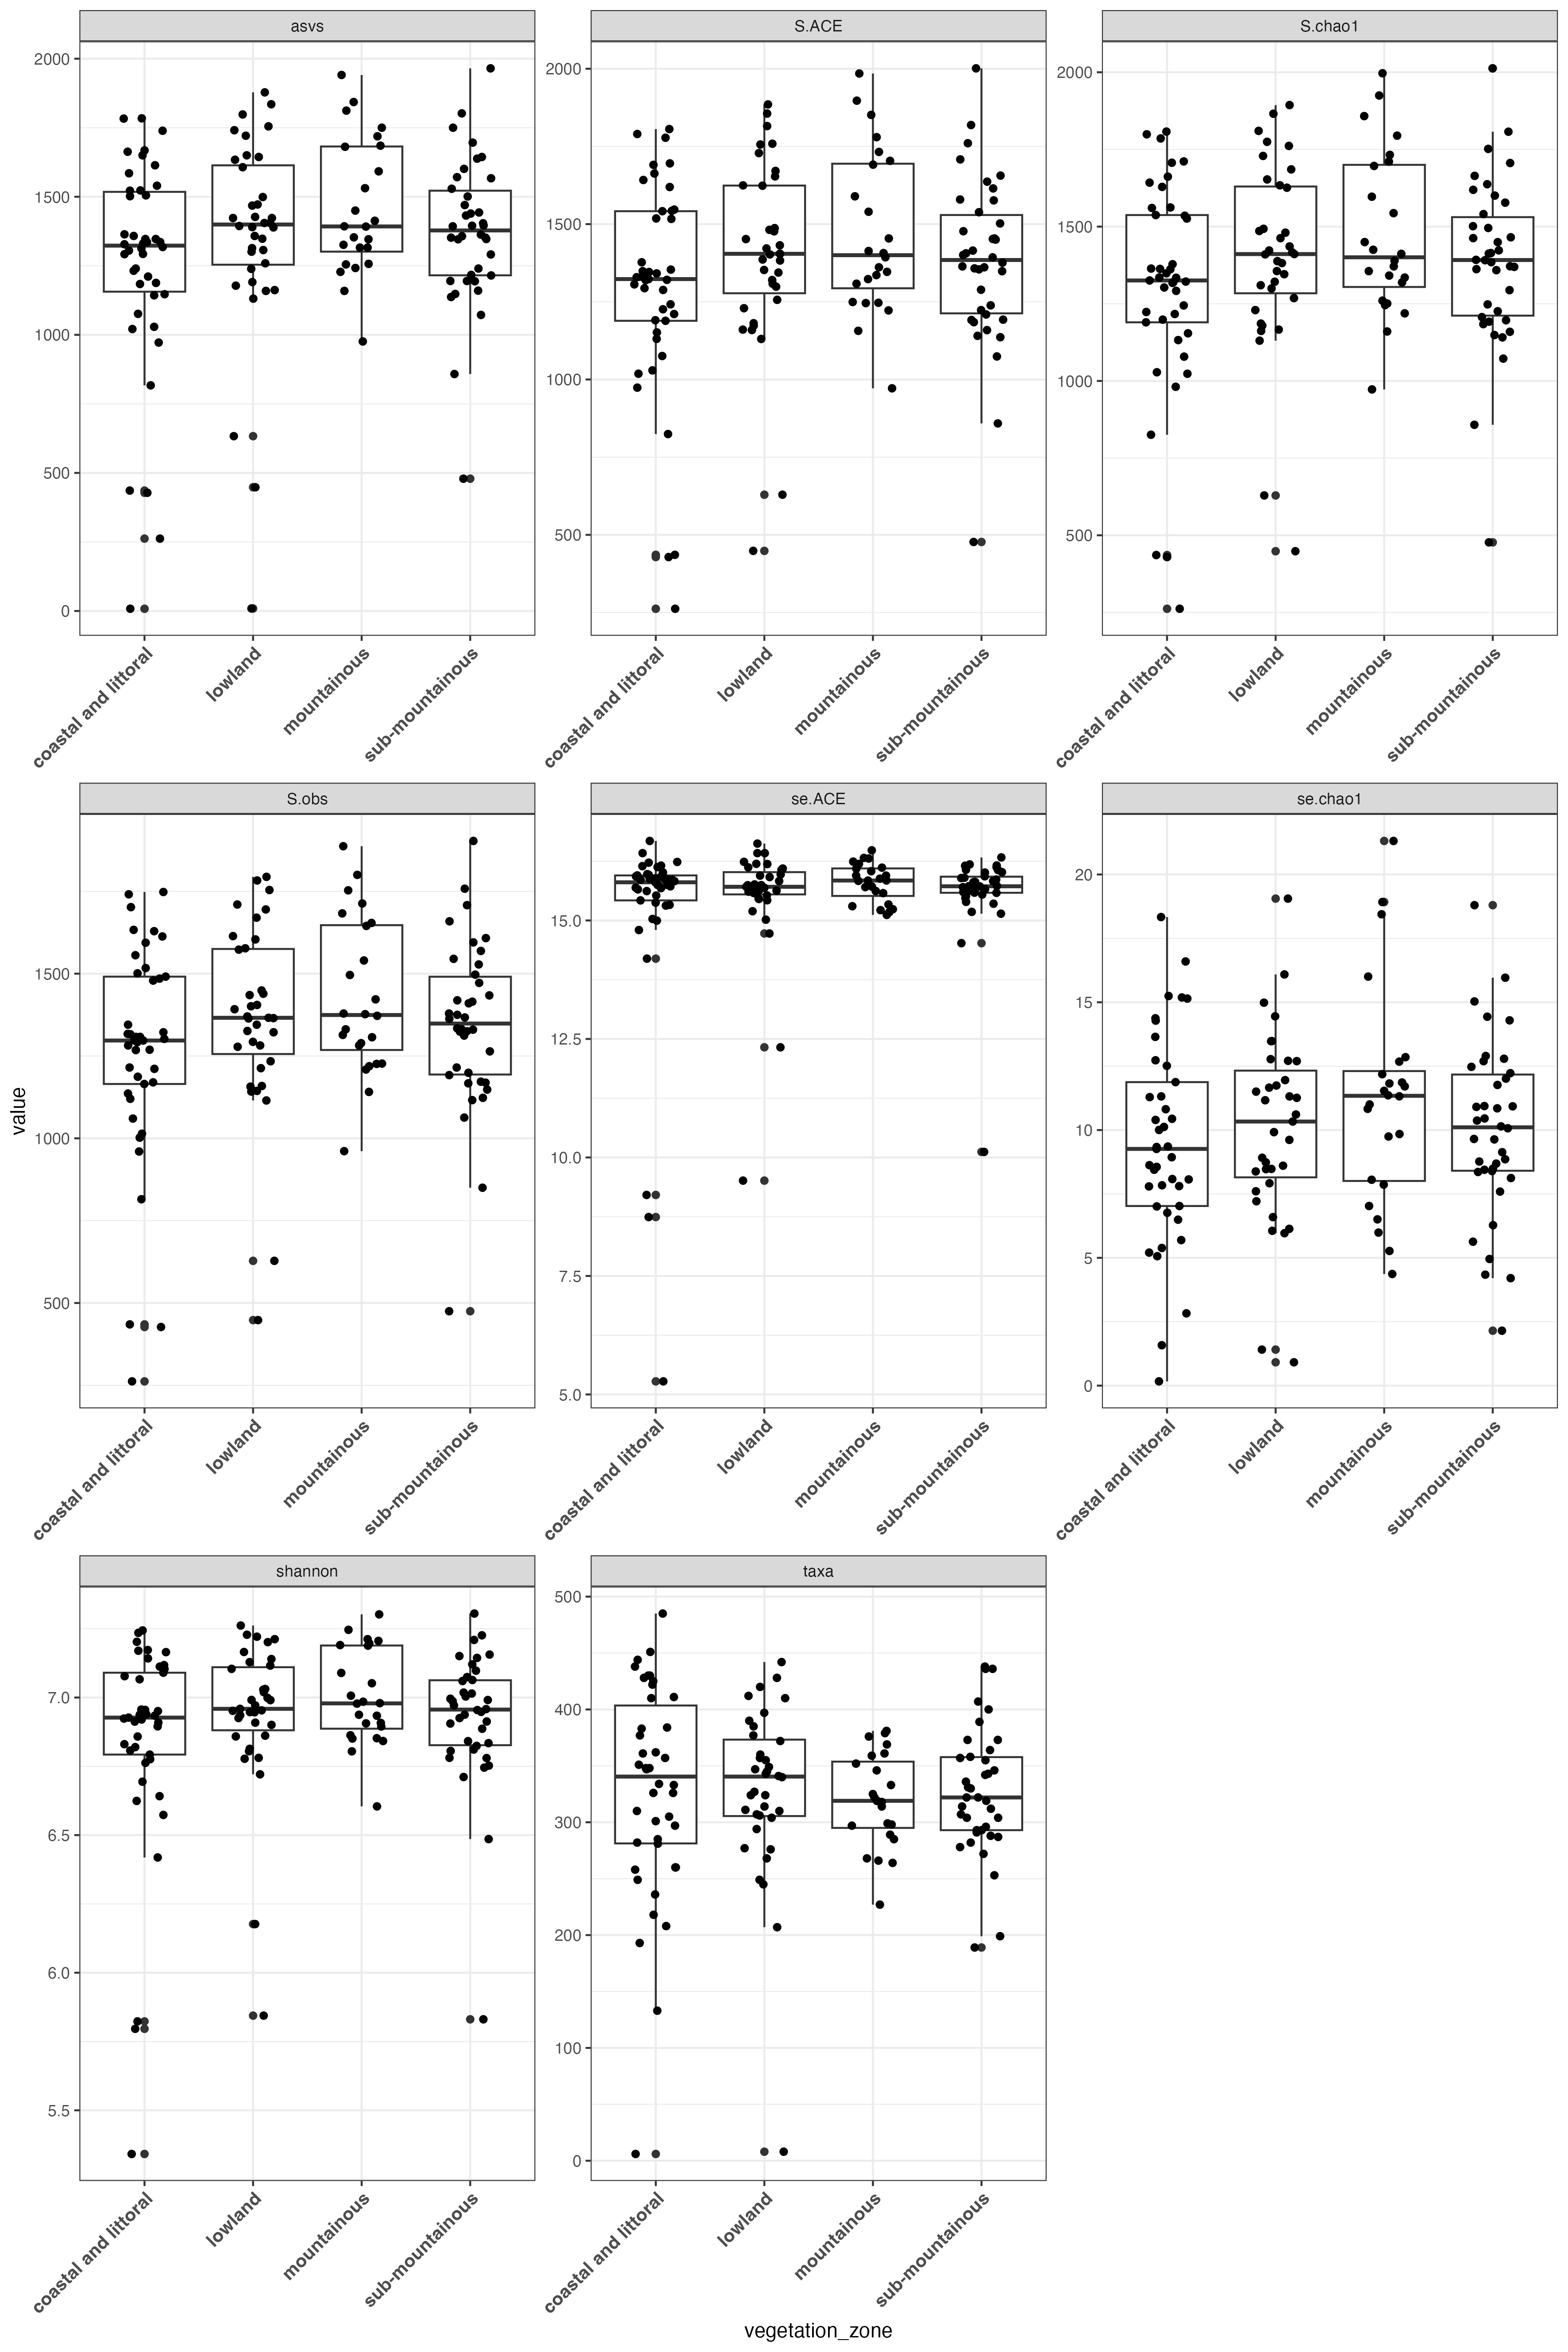 asvs
S.ACE
S.chao1
2000
1500
1000
500
0
2000
1500
1000
500
2000
1500
1000
500
coastal and littoral
lowland
mountainous
sub-mountainous
coastal and littoral
lowland
mountainous
sub-mountainous
coastal and littoral
lowland
mountainous
sub-mountainous
value
S.obs
se.ACE
se.chao1
1500
1000
500
15.0
12.5
10.0
7.5
5.0
20
15
10
5
0
coastal and littoral
lowland
mountainous
sub-mountainous
coastal and littoral
lowland
mountainous
sub-mountainous
coastal and littoral
lowland
mountainous
sub-mountainous
shannon
taxa
7.0
6.5
6.0
5.5
500
400
300
200
100
0
coastal and littoral
lowland
mountainous
sub-mountainous
coastal and littoral
lowland
mountainous
sub-mountainous
vegetation_zone